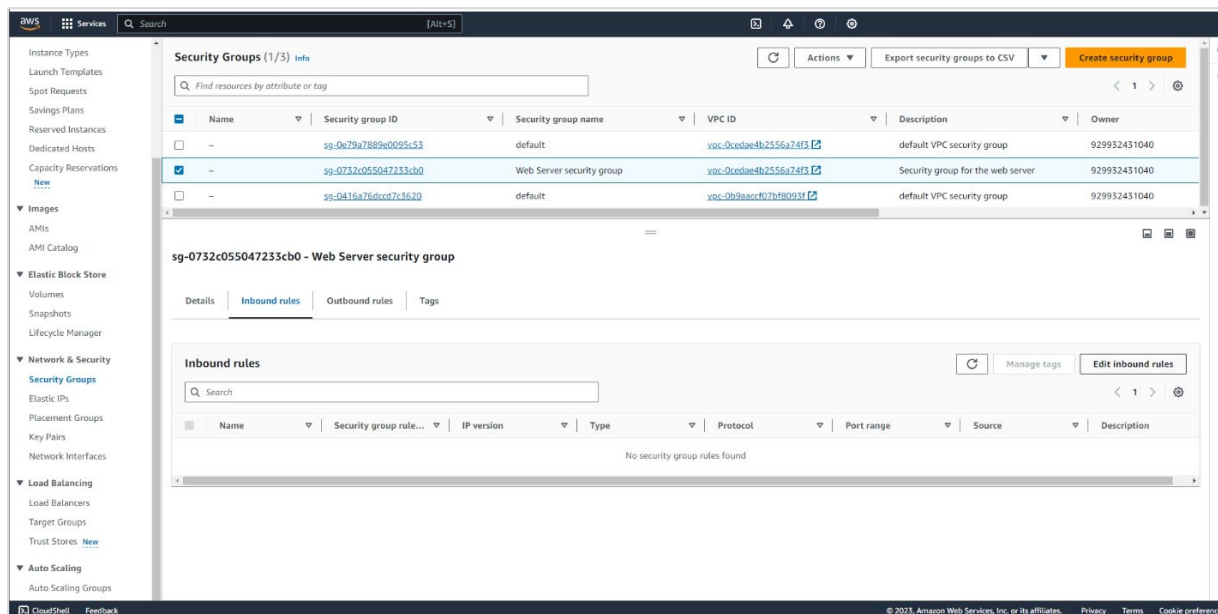 aws Services Search [Alt+S]
Instance Types
Launch Templates
Spot Requests
Savings Plans
Reserved Instances
Dedicated Hosts
Capacity Reservations
New
Images
AMIs
AMI Catalog
Elastic Block Store
Volumes
Snapshots
Lifecycle Manager
Network & Security
Security Groups
Elastic IPs
Placement Groups
Key Pairs
Network Interfaces
Load Balancing
Load Balancers
Target Groups
Trust Stores New
Auto Scaling
Auto Scaling Groups
Security Groups (1/3) Info Actions Export security groups to CSV Create security group
Find resources by attribute or tag 1
Name Security group ID Security group name VPC ID Description Owner
– sg-0e79a7889e0095c53 default vpc-0cedae4b2556a74f3 default VPC security group 929932431040
– sg-0732c055047233cb0 Web Server security group vpc-0cedae4b2556a74f3 Security group for the web server 929932431040
– sg-0416a76dccd7c3620 default vpc-0b9aaccf07bf8093f default VPC security group 929932431040
sg-0732c055047233cb0 - Web Server security group
Details Inbound rules Outbound rules Tags
Inbound rules Manage tags Edit inbound rules
Search 1
Name Security group rule... IP version Type Protocol Port range Source Description
No security group rules found
CloudShell Feedback © 2023, Amazon Web Services, Inc. or its affiliates. Privacy Terms Cookie preferenc